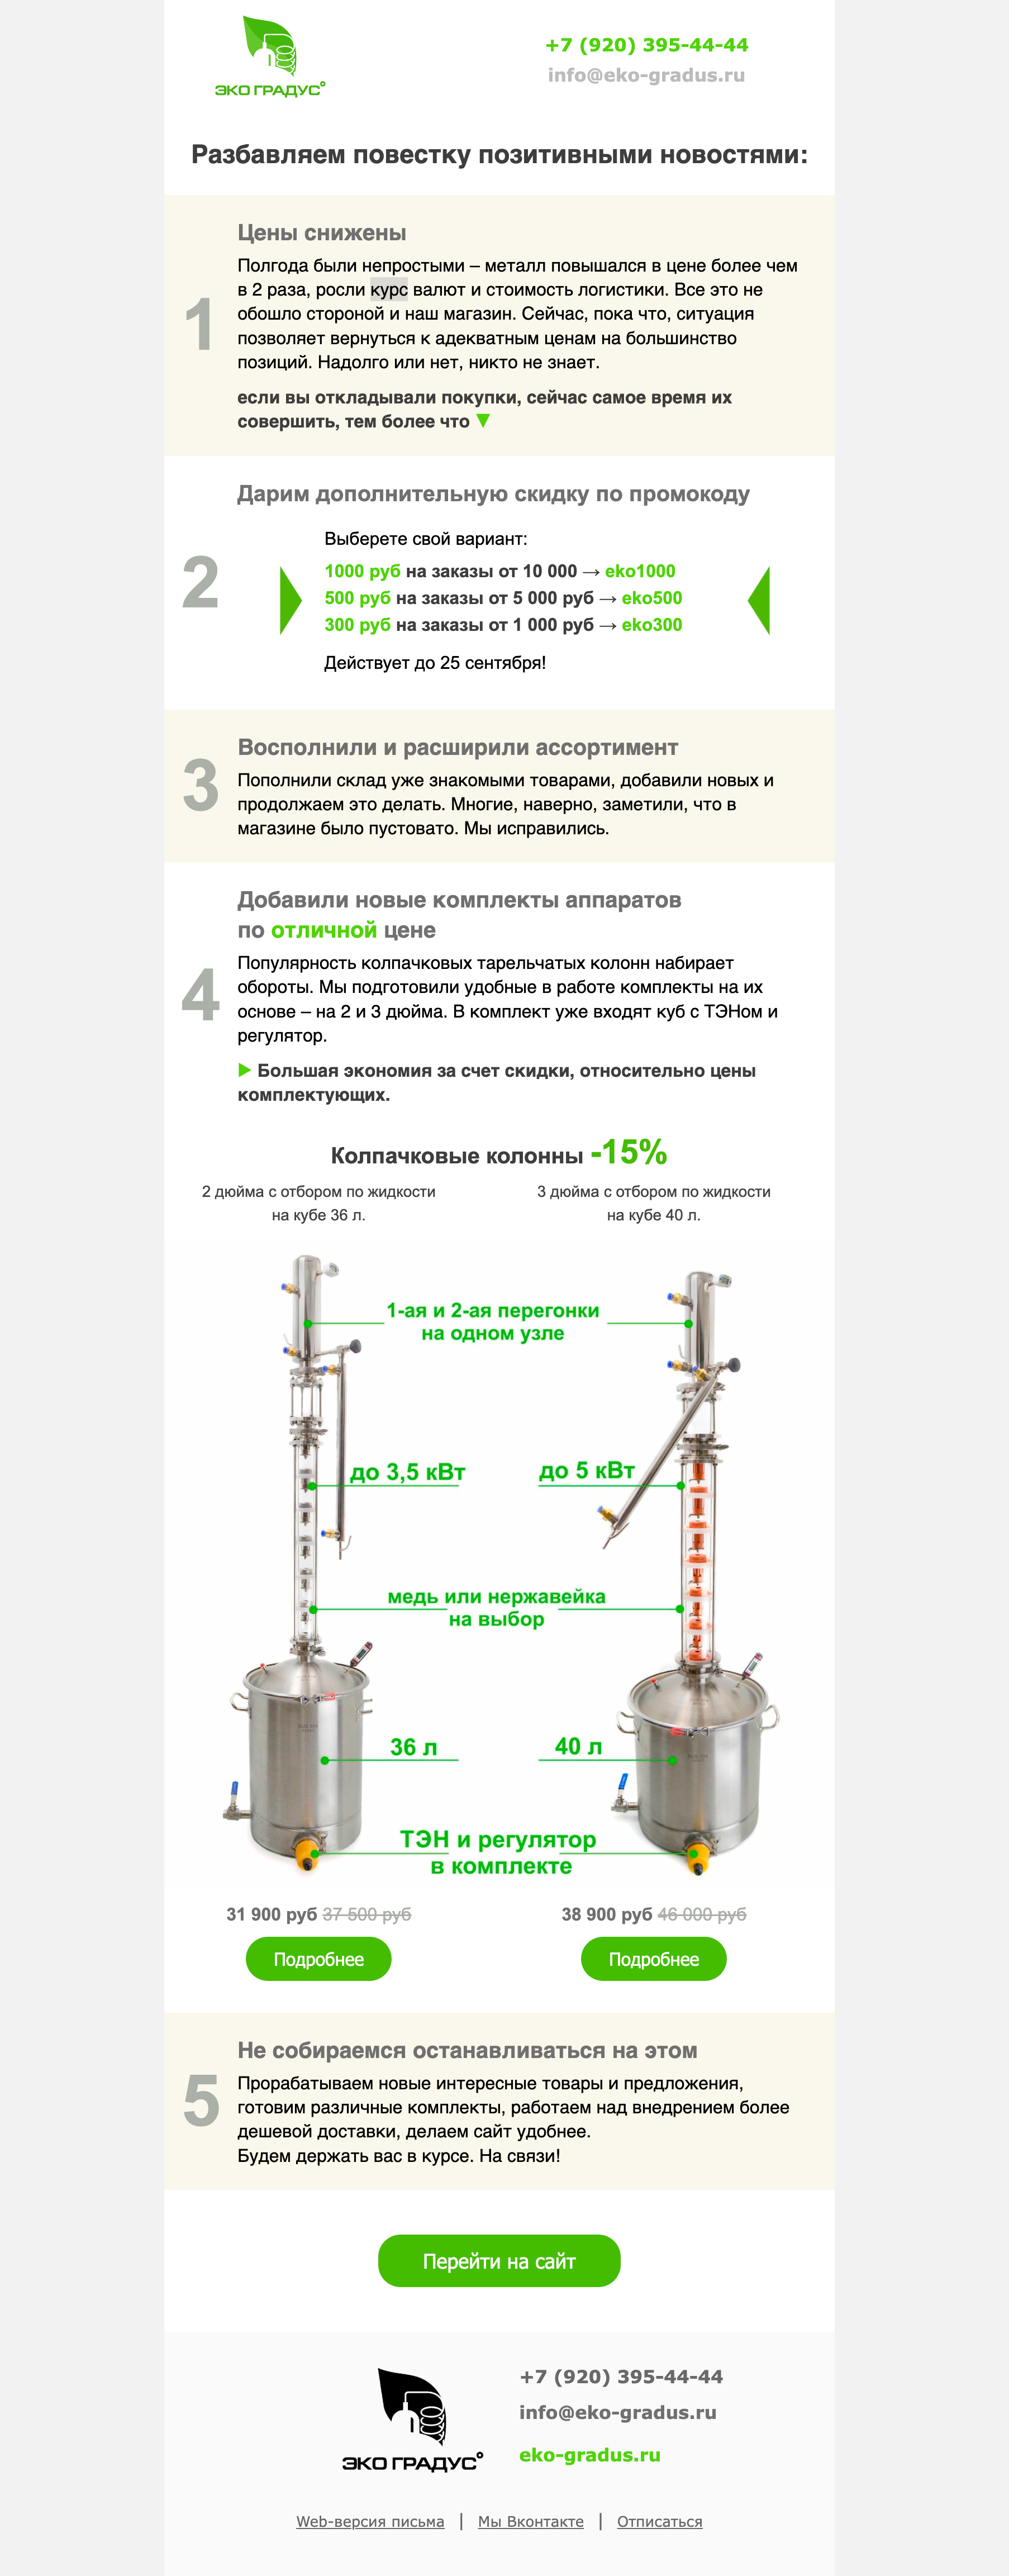 ЭКО ГРАДУС°
+7 (920) 395-44-44
info@eko-gradus.ru
Разбавляем повестку позитивными новостями:
1
Цены снижены
Полгода были непростыми – металл повышался в цене более чем
в 2 раза, росли курс валют и стоимость логистики. Все это не
обошло стороной и наш магазин. Сейчас, пока что, ситуация
позволяет вернуться к адекватным ценам на большинство
позиций. Надолго или нет, никто не знает.
если вы откладывали покупки, сейчас самое время их
совершить, тем более что ▼
2
Дарим дополнительную скидку по промокоду
Выберете свой вариант:
1000 руб на заказы от 10 000 → eko1000
500 руб на заказы от 5 000 руб → eko500
300 руб на заказы от 1 000 руб → eko300
Действует до 25 сентября!
3
Восполнили и расширили ассортимент
Пополнили склад уже знакомыми товарами, добавили новых и
продолжаем это делать. Многие, наверно, заметили, что в
магазине было пустовато. Мы исправились.
4
Добавили новые комплекты аппаратов
по отличной цене
Популярность колпачковых тарельчатых колонн набирает
обороты. Мы подготовили удобные в работе комплекты на их
основе – на 2 и 3 дюйма. В комплект уже входят куб с ТЭНом и
регулятор.
▶ Большая экономия за счет скидки, относительно цены
комплектующих.
Колпачковые колонны -15%
2 дюйма с отбором по жидкости
на кубе 36 л.
3 дюйма с отбором по жидкости
на кубе 40 л.
1-ая и 2-ая перегонки
на одном узле
до 3,5 кВт
до 5 кВт
медь или нержавейка
на выбор
36 л
40 л
ТЭН и регулятор
в комплекте
31 900 руб 37 500 руб
38 900 руб 46 000 руб
Подробнее
Подробнее
5
Не собираемся останавливаться на этом
Прорабатываем новые интересные товары и предложения,
готовим различные комплекты, работаем над внедрением более
дешевой доставки, делаем сайт удобнее.
Будем держать вас в курсе. На связи!
Перейти на сайт
ЭКО ГРАДУС°
+7 (920) 395-44-44
info@eko-gradus.ru
eko-gradus.ru
Web-версия письма | Мы Вконтакте | Отписаться